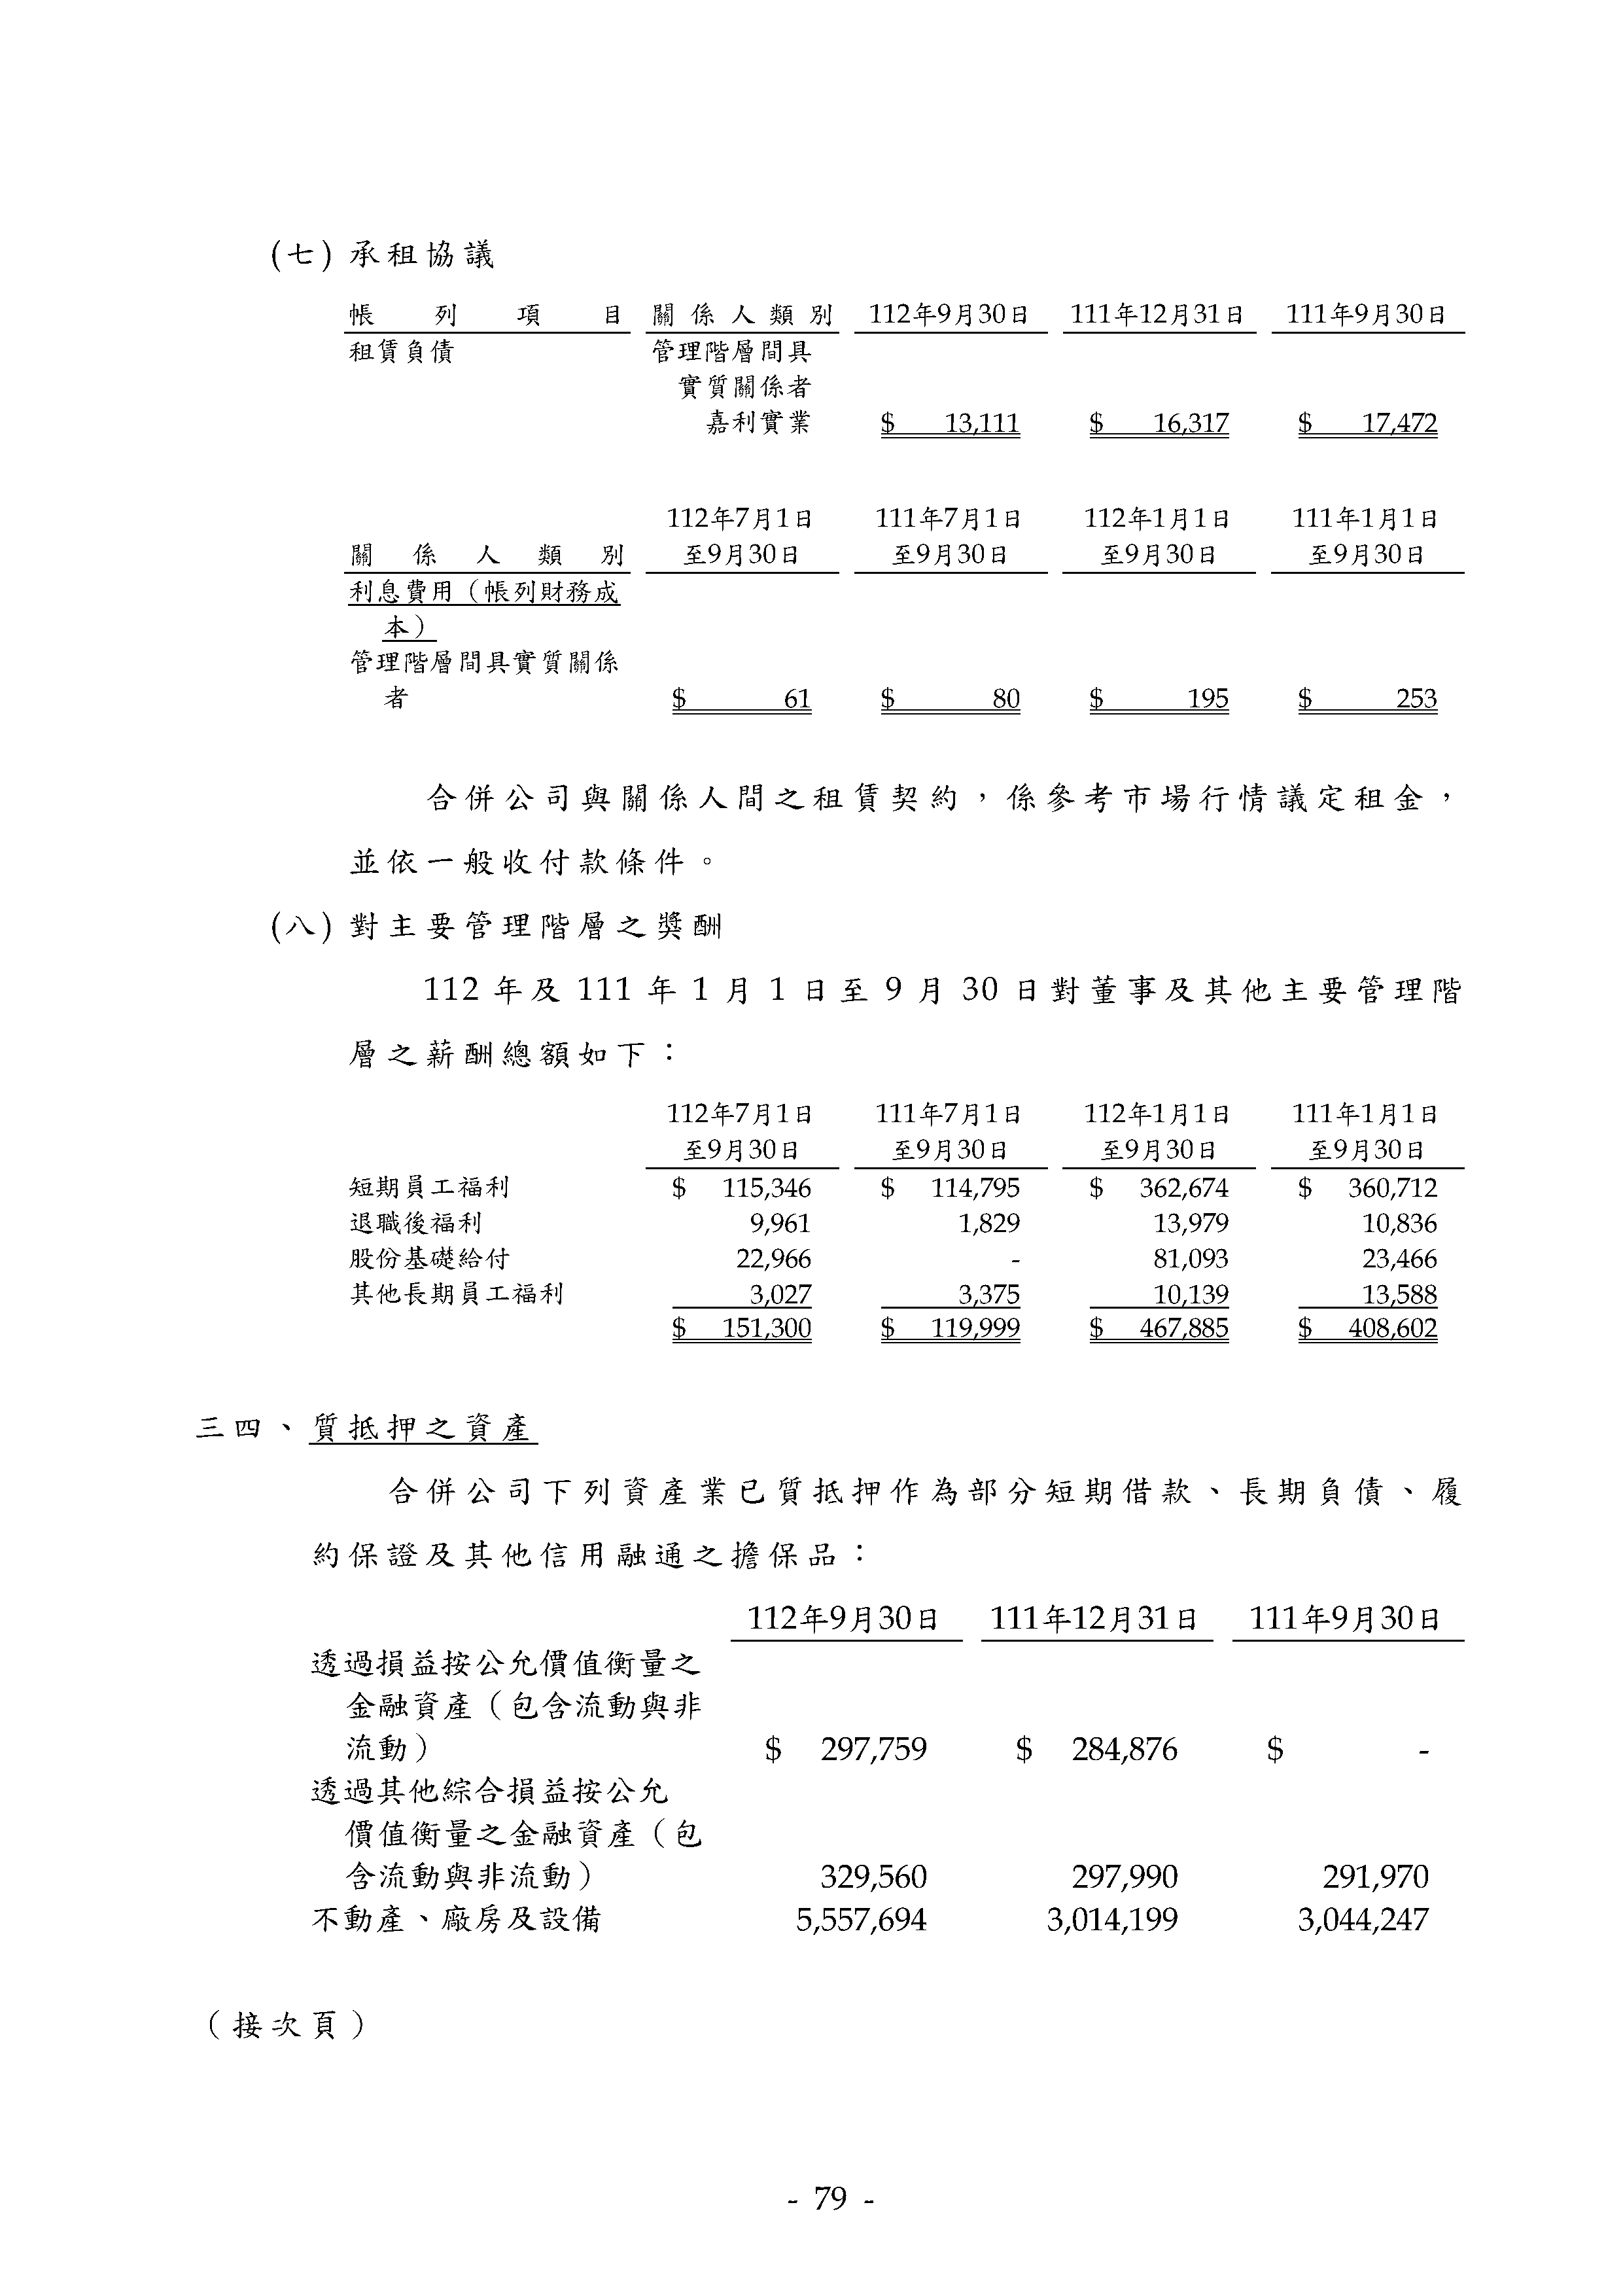 (七) 承租協議
帳列項目 關係人類別 112年9月30日 111年12月31日 111年9月30日
租賃負債 管理階層間具
實質關係者
嘉利實業 $ 13,111 $ 16,317 $ 17,472
112年7月1日 111年7月1日 112年1月1日 111年1月1日
關係人類別 至9月30日 至9月30日 至9月30日 至9月30日
利息費用（帳列財務成
本）
管理階層間具實質關係
者 $ 61 $ 80 $ 195 $ 253
合併公司與關係人間之租賃契約，係參考市場行情議定租金，
並依一般收付款條件。
(八) 對主要管理階層之獎酬
112 年及 111 年 1 月 1 日至 9 月 30 日對董事及其他主要管理階
層之薪酬總額如下：
112年7月1日 111年7月1日 112年1月1日 111年1月1日
至9月30日 至9月30日 至9月30日 至9月30日
短期員工福利 $ 115,346 $ 114,795 $ 362,674 $ 360,712
退職後福利 9,961 1,829 13,979 10,836
股份基礎給付 22,966 - 81,093 23,466
其他長期員工福利 3,027 3,375 10,139 13,588
$ 151,300 $ 119,999 $ 467,885 $ 408,602
三四、質抵押之資產
合併公司下列資產業已質抵押作為部分短期借款、長期負債、履
約保證及其他信用融通之擔保品：
112年9月30日 111年12月31日 111年9月30日
透過損益按公允價值衡量之
金融資產（包含流動與非
流動） $ 297,759 $ 284,876 $ -
透過其他綜合損益按公允
價值衡量之金融資產（包
含流動與非流動） 329,560 297,990 291,970
不動產、廠房及設備 5,557,694 3,014,199 3,044,247
（接次頁）
- 79 -